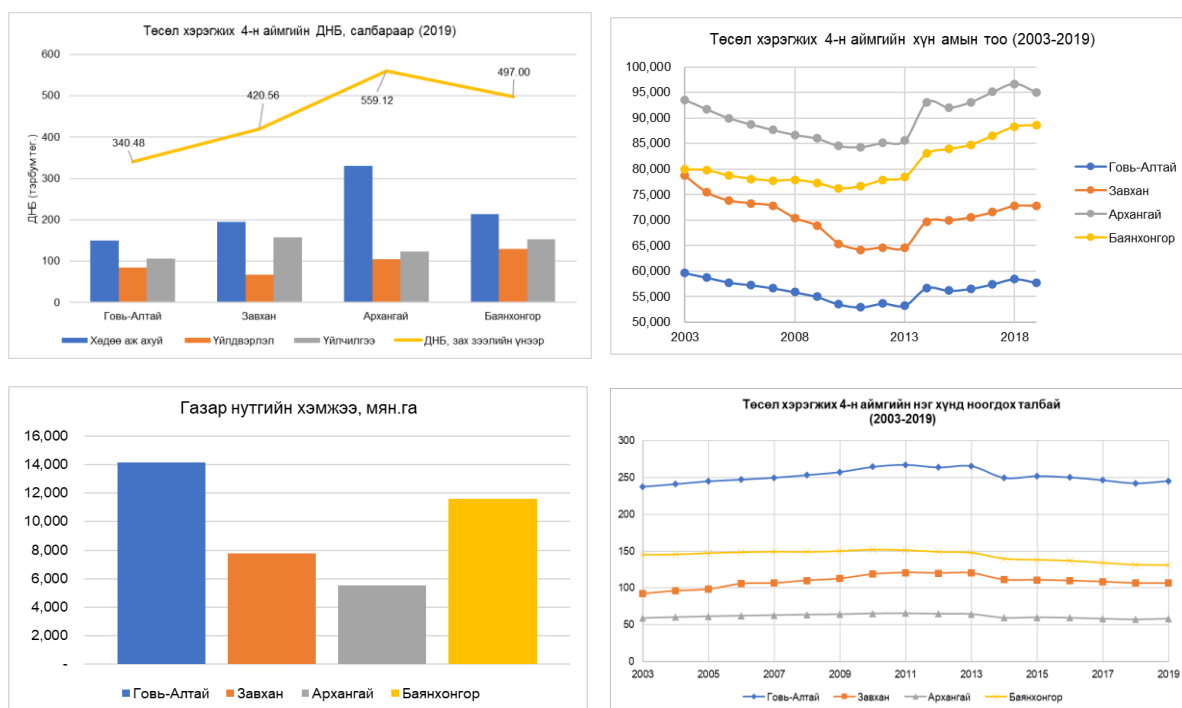 Төсөл хэрэгжих 4-н аймгийн ДНБ, салбараар (2019)
600
500
400
300
200
100
0
ДНБ (тэрбум төг.)
340.48
420.56
559.12
497.00
Говь-Алтай Завхан Архангай Баянхонгор
Хөдөө аж ахуй Үйлдвэрлэл Үйлчилгээ ДНБ, зах зээлийн үнээр
Төсөл хэрэгжих 4-н аймгийн хүн амын тоо (2003-2019)
100,000
95,000
90,000
85,000
80,000
75,000
70,000
65,000
60,000
55,000
50,000
2003 2008 2013 2018
Говь-Алтай
Завхан
Архангай
Баянхонгор
Газар нутгийн хэмжээ, мян.га
16,000
14,000
12,000
10,000
8,000
6,000
4,000
2,000
-
Говь-Алтай Завхан Архангай Баянхонгор
Төсөл хэрэгжих 4-н аймгийн нэг хүнд ноогдох талбай
(2003-2019)
300
250
200
150
100
50
0
2003 2005 2007 2009 2011 2013 2015 2017 2019
Говь-Алтай Завхан Архангай Баянхонгор